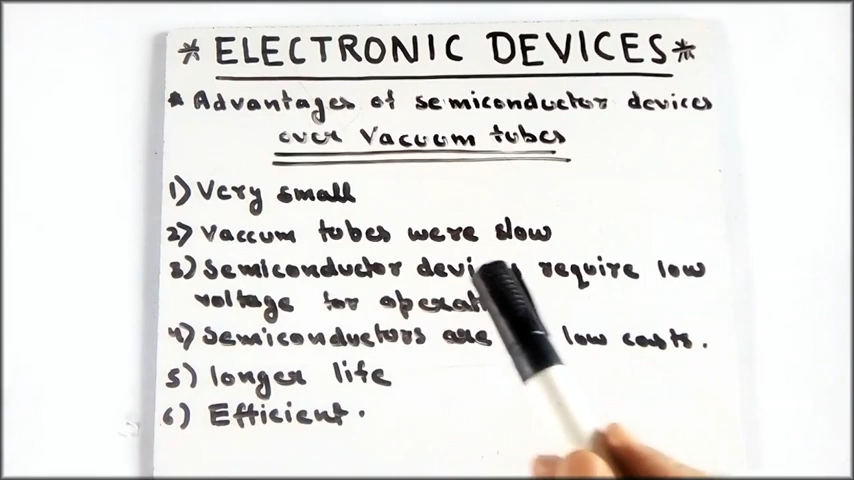 * ELECTRONIC DEVICES *
* Advantages of semiconductor devices
over Vacuum tubes
1) Very small
2) Vaccum tubes were slow
3) Semiconductor require low
voltage for
4) Semiconductors are low costs.
5) longer life
6) Efficient.